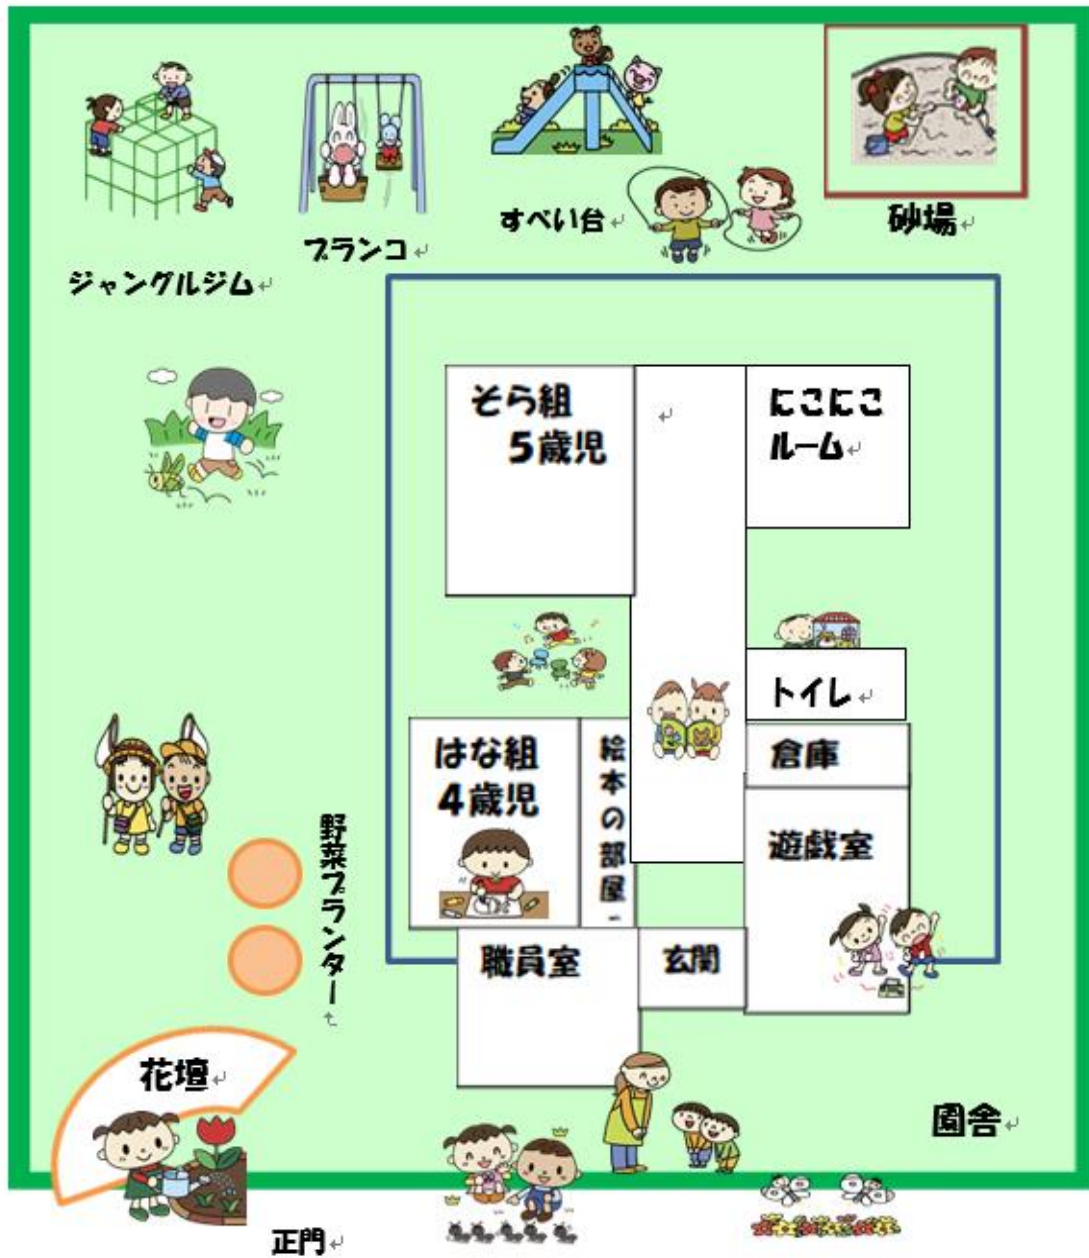 すべい台
砂場
ブランコ
ジャングルジム
そら組
5歳児
にこにこ
ルーム
トイレ
はな組
4歳児
絵本の部屋
倉庫
遊戯室
野菜プランター
職員室
玄関
花壇
園舎
正門